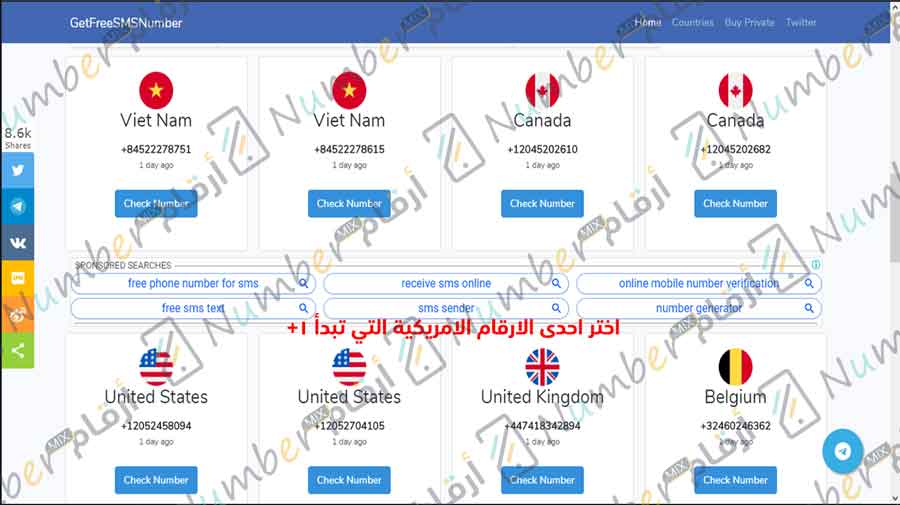 GetFreeSMSNumber
Home Countries Buy Private Twitter
8.6k
Shares
Viet Nam
+84522278751
1 day ago
Check Number
Viet Nam
+84522278615
1 day ago
Check Number
Canada
+12045202610
1 day ago
Check Number
Canada
+12045202682
1 day ago
Check Number
SPONSORED SEARCHES
free phone number for sms
receive sms online
online mobile number verification
free sms text
sms sender
number generator
اختر احدى الارقام الامريكية التي تبدأ 1+
United States
+12052458094
1 day ago
Check Number
United States
+12052704105
1 day ago
Check Number
United Kingdom
+447418342894
1 day ago
Check Number
Belgium
+32460246362
1 day ago
Check Number
Number MIX أرقام